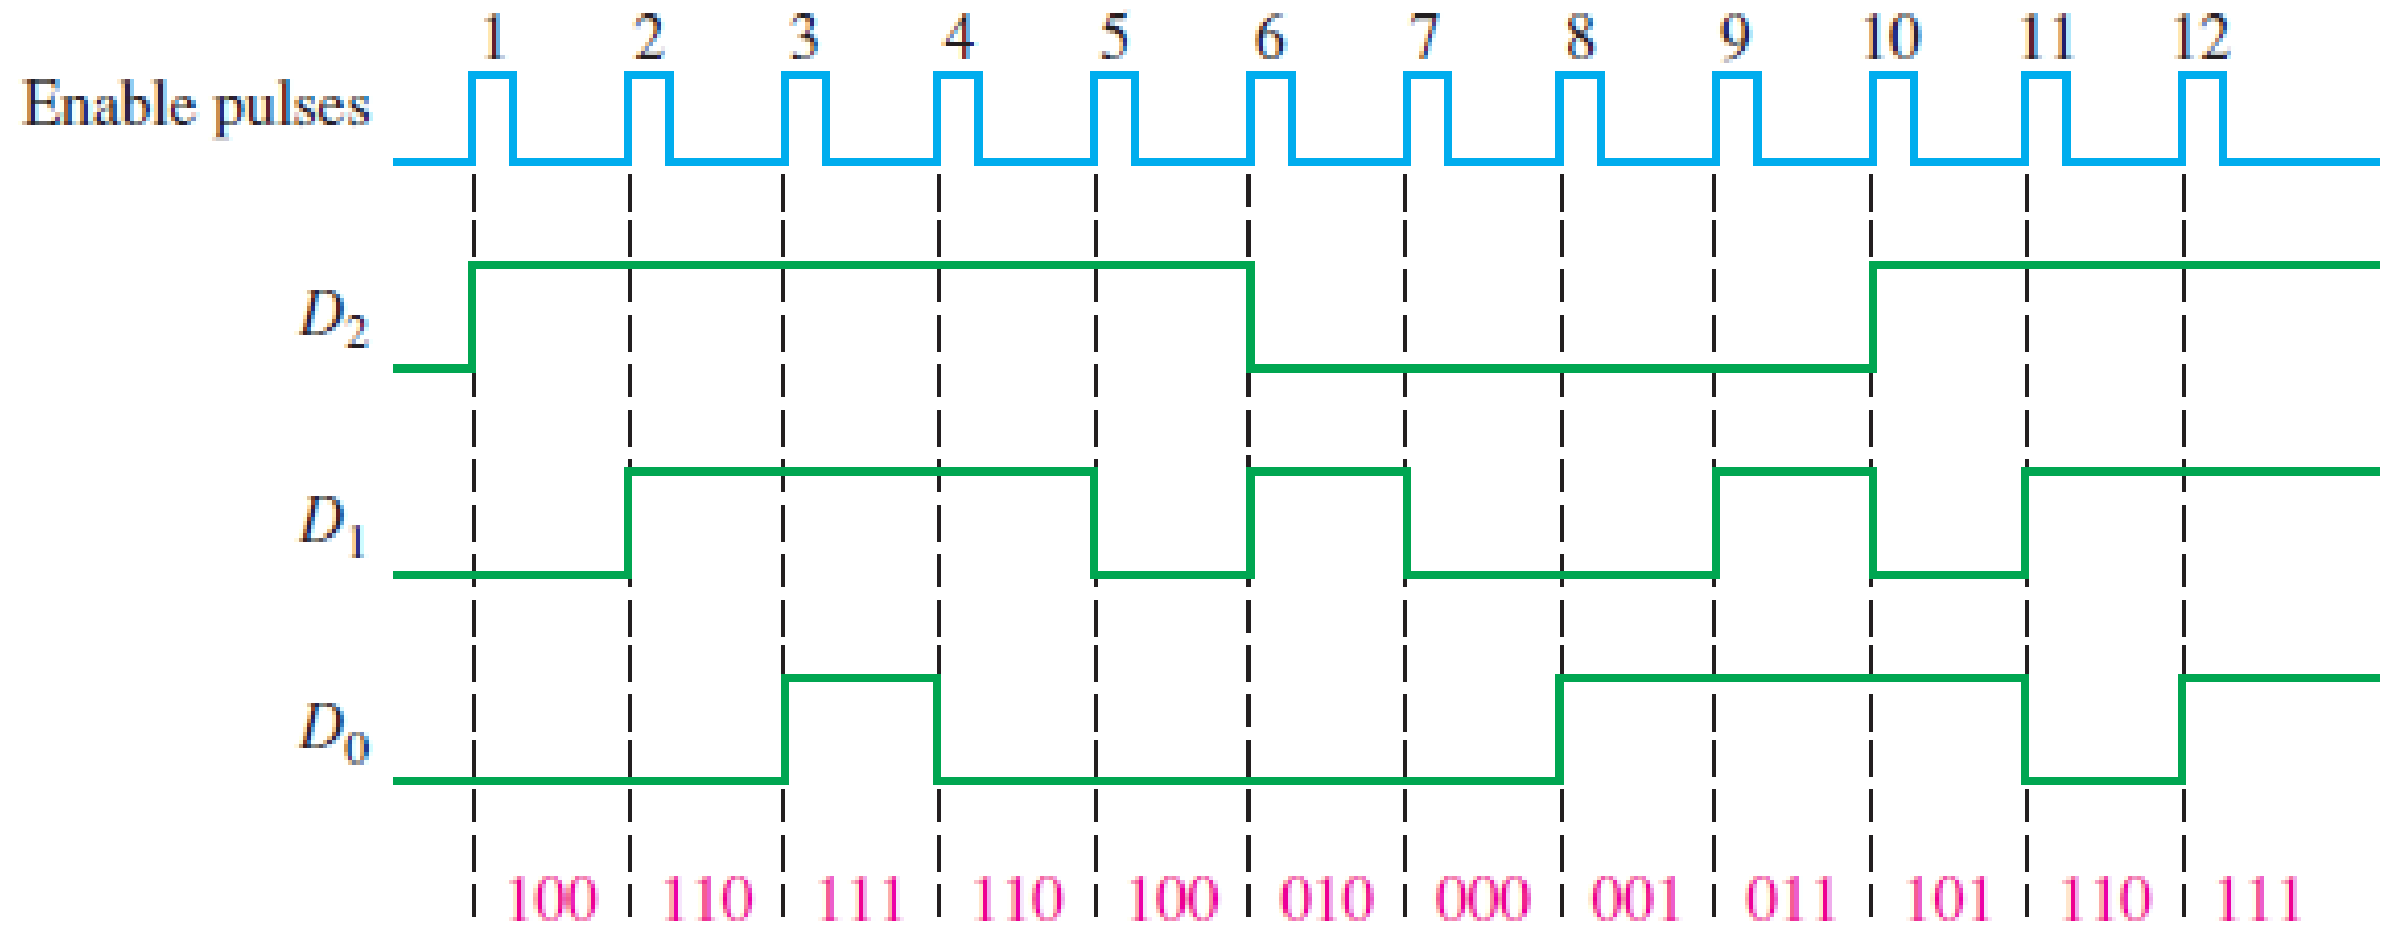 1 2 3 4 5 6 7 8 9 10 11 12
Enable pulses
D2
D1
D0
100 110 111 110 100 010 000 001 011 101 110 111